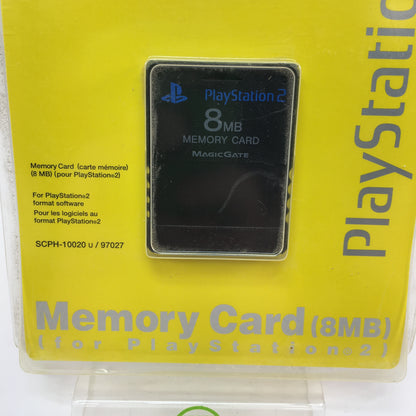 PlayStation 2
8MB
MEMORY CARD
MAGICGATE
Memory Card (carte mémoire)
(8 MB) (pour PlayStation®2)
For PlayStation®2
format software
Pour les logiciels au
format PlayStation®2
SCPH-10020 U / 97027
PlayStatio
Memory Card (8MB)
(for PlayStation®2)